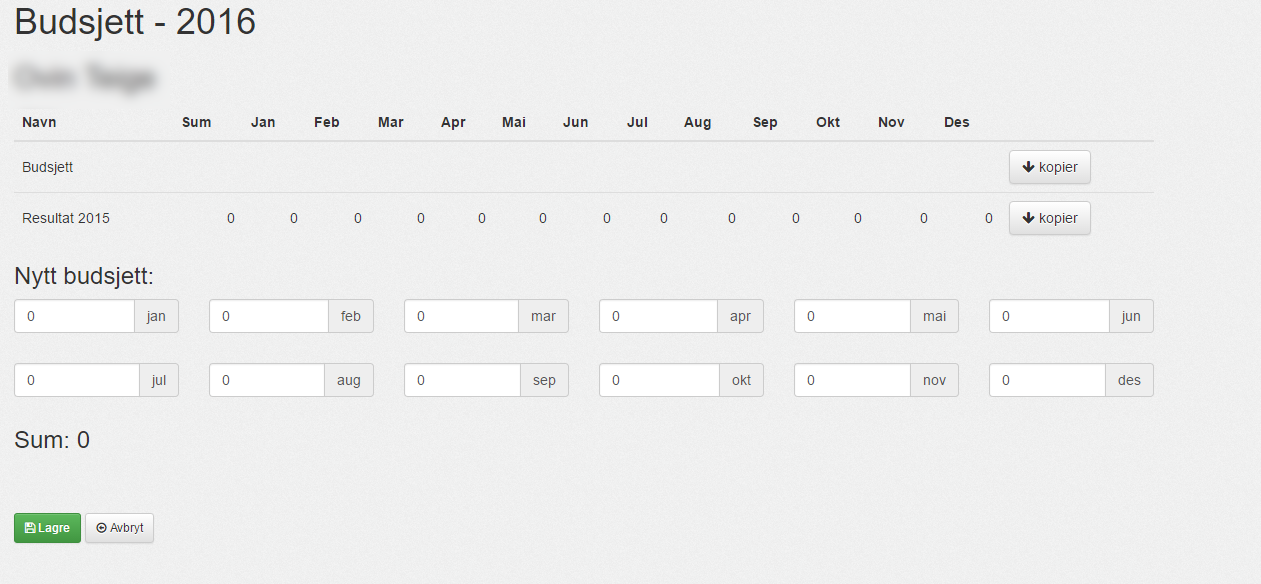 Budsjett - 2016
Navn Sum Jan Feb Mar Apr Mai Jun Jul Aug Sep Okt Nov Des
Budsjett kopier
Resultat 2015 0 0 0 0 0 0 0 0 0 0 0 0 0 kopier
Nytt budsjett:
0 jan 0 feb 0 mar 0 apr 0 mai 0 jun
0 jul 0 aug 0 sep 0 okt 0 nov 0 des
Sum: 0
Lagre Avbryt